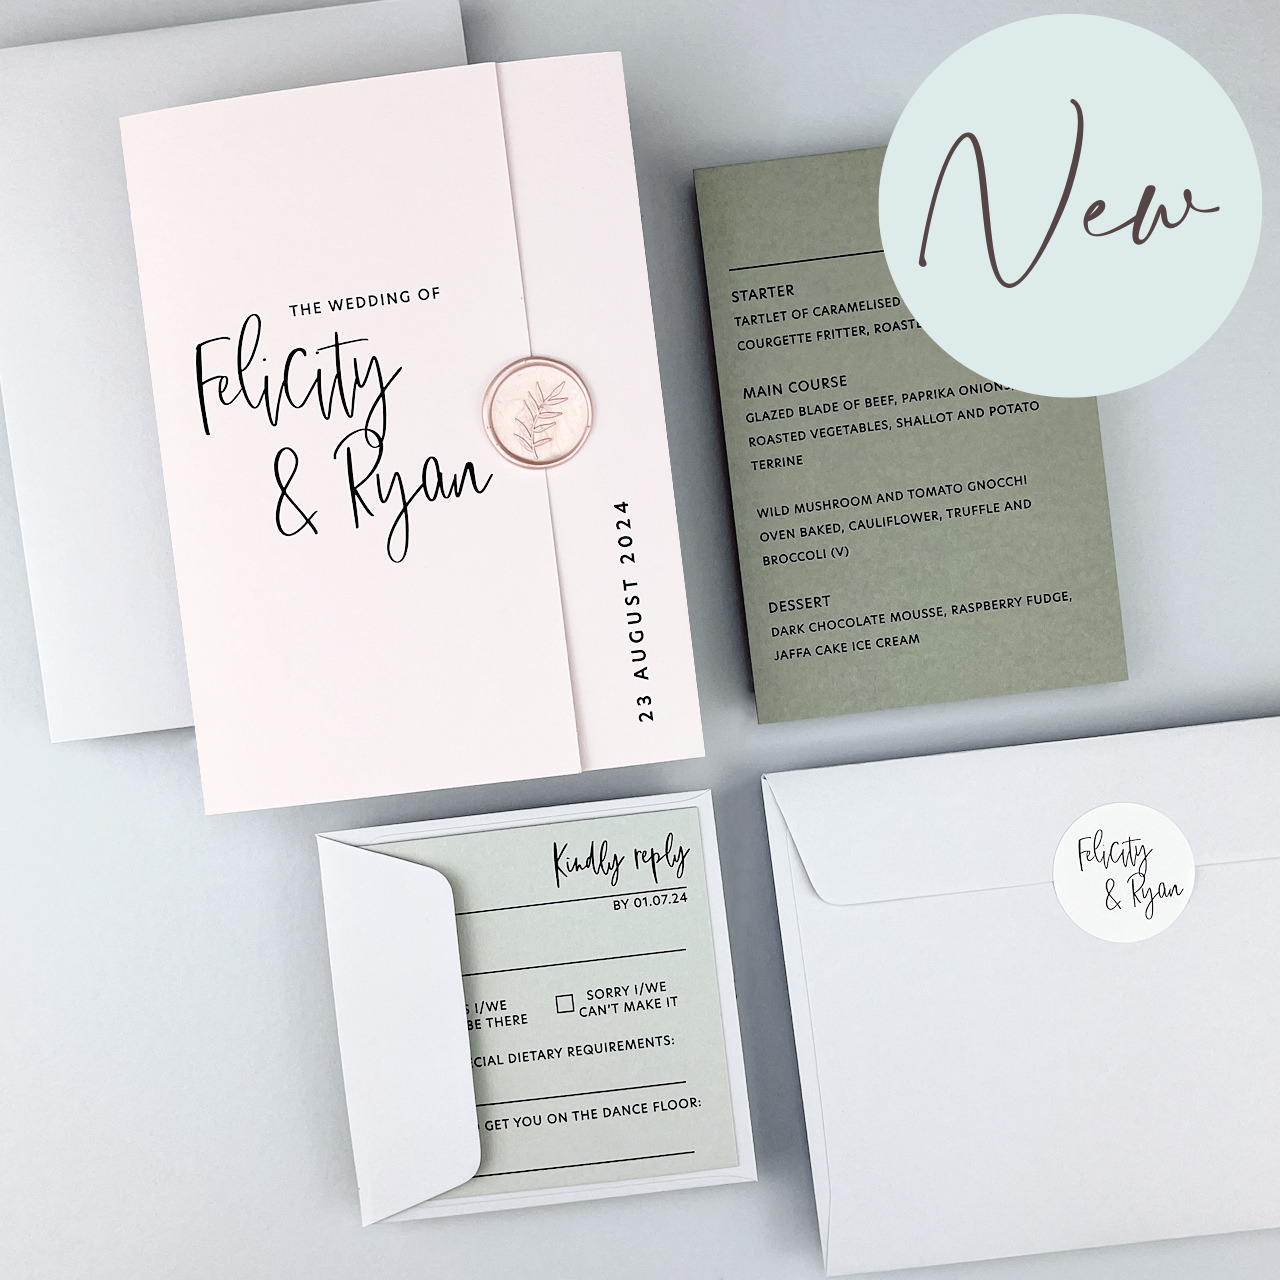 THE WEDDING OF
Felicity
& Ryan
23 AUGUST 2024
New
STARTER
TARTLET OF CARAMELISED
COURGETTE FRITTER,
MAIN COURSE
GLAZED BLADE OF BEEF, PAPRIKA ONIONS,
ROASTED VEGETABLES, SHALLOT AND POTATO
TERRINE
WILD MUSHROOM AND TOMATO GNOCCHI
OVEN BAKED, CAULIFLOWER, TRUFFLE AND
BROCCOLI (V)
DESSERT
DARK CHOCOLATE MOUSSE, RASPBERRY FUDGE,
JAFFA CAKE ICE CREAM
Kindly reply
BY 01.07.24
I/WE
BE THERE
SORRY I/WE
CAN'T MAKE IT
DIETARY REQUIREMENTS:
GET YOU ON THE DANCE FLOOR:
Felicity
& Ryan